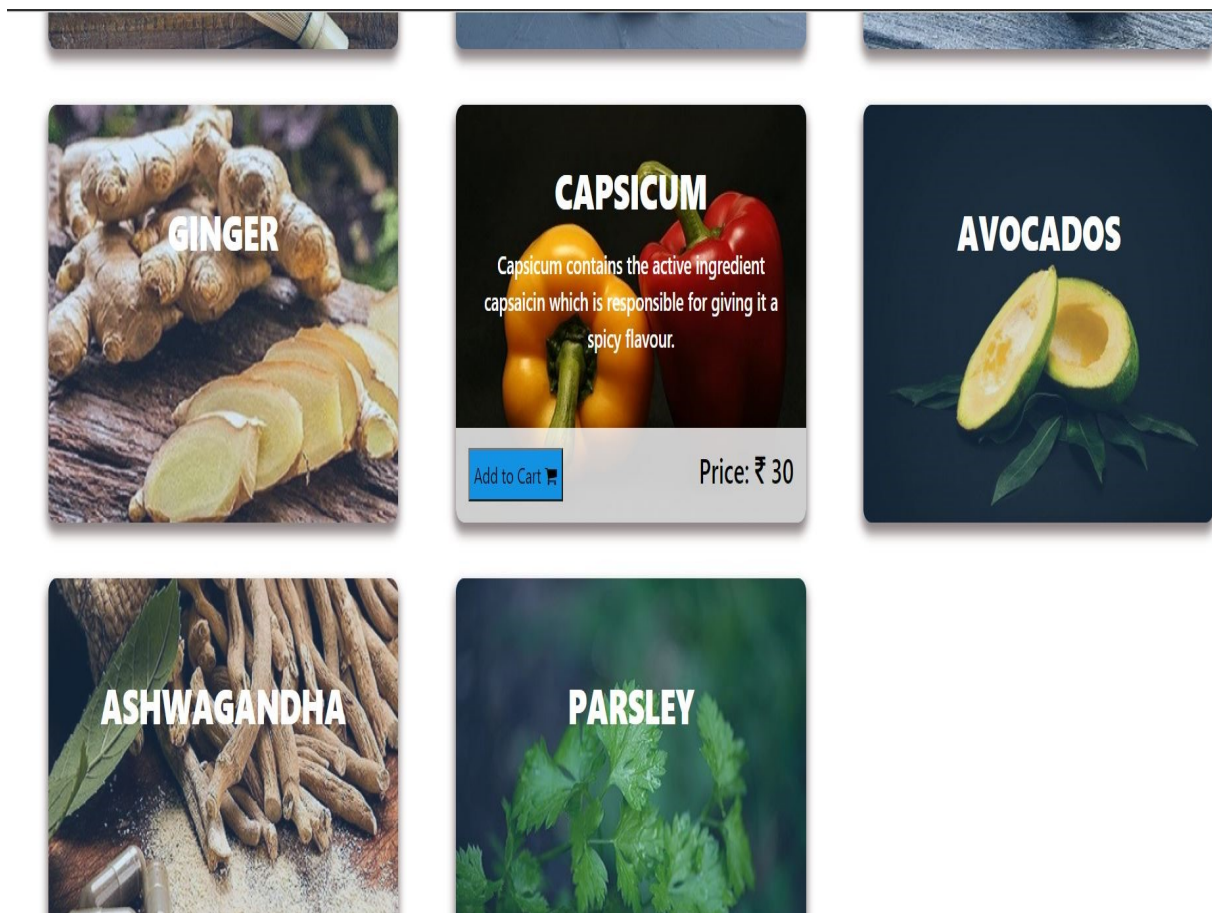 GINGER
CAPSICUM
Capsicum contains the active ingredient
capsaicin which is responsible for giving it a
spicy flavour.
Add to Cart
Price: ₹ 30
AVOCADOS
ASHWAGANDHA
PARSLEY